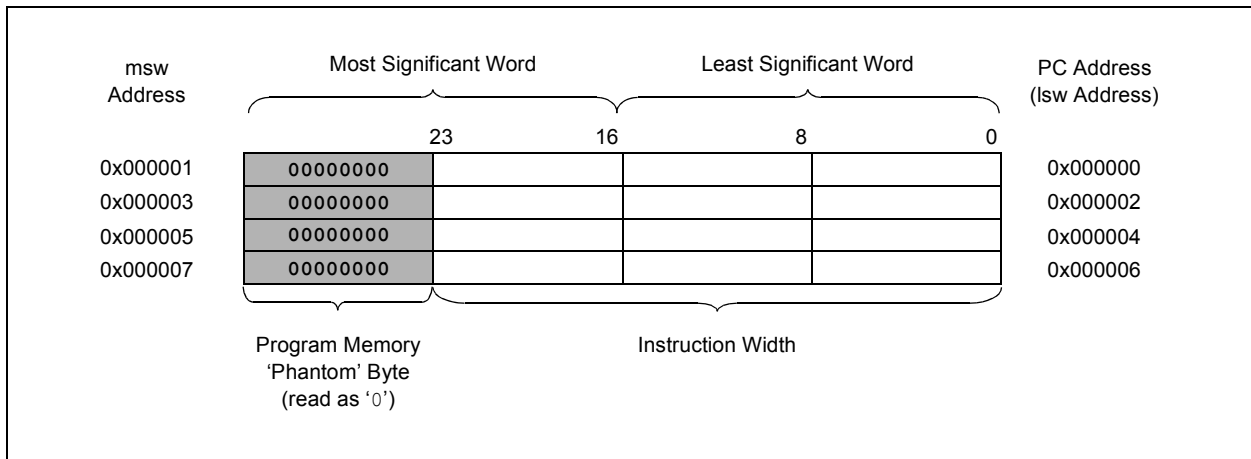 msw
Address
Most Significant Word
Least Significant Word
PC Address
(lsw Address)
23
16
8
0
0x000001
00000000
0x000000
0x000003
00000000
0x000002
0x000005
00000000
0x000004
0x000007
00000000
0x000006
Program Memory
‘Phantom’ Byte
(read as ‘0’)
Instruction Width